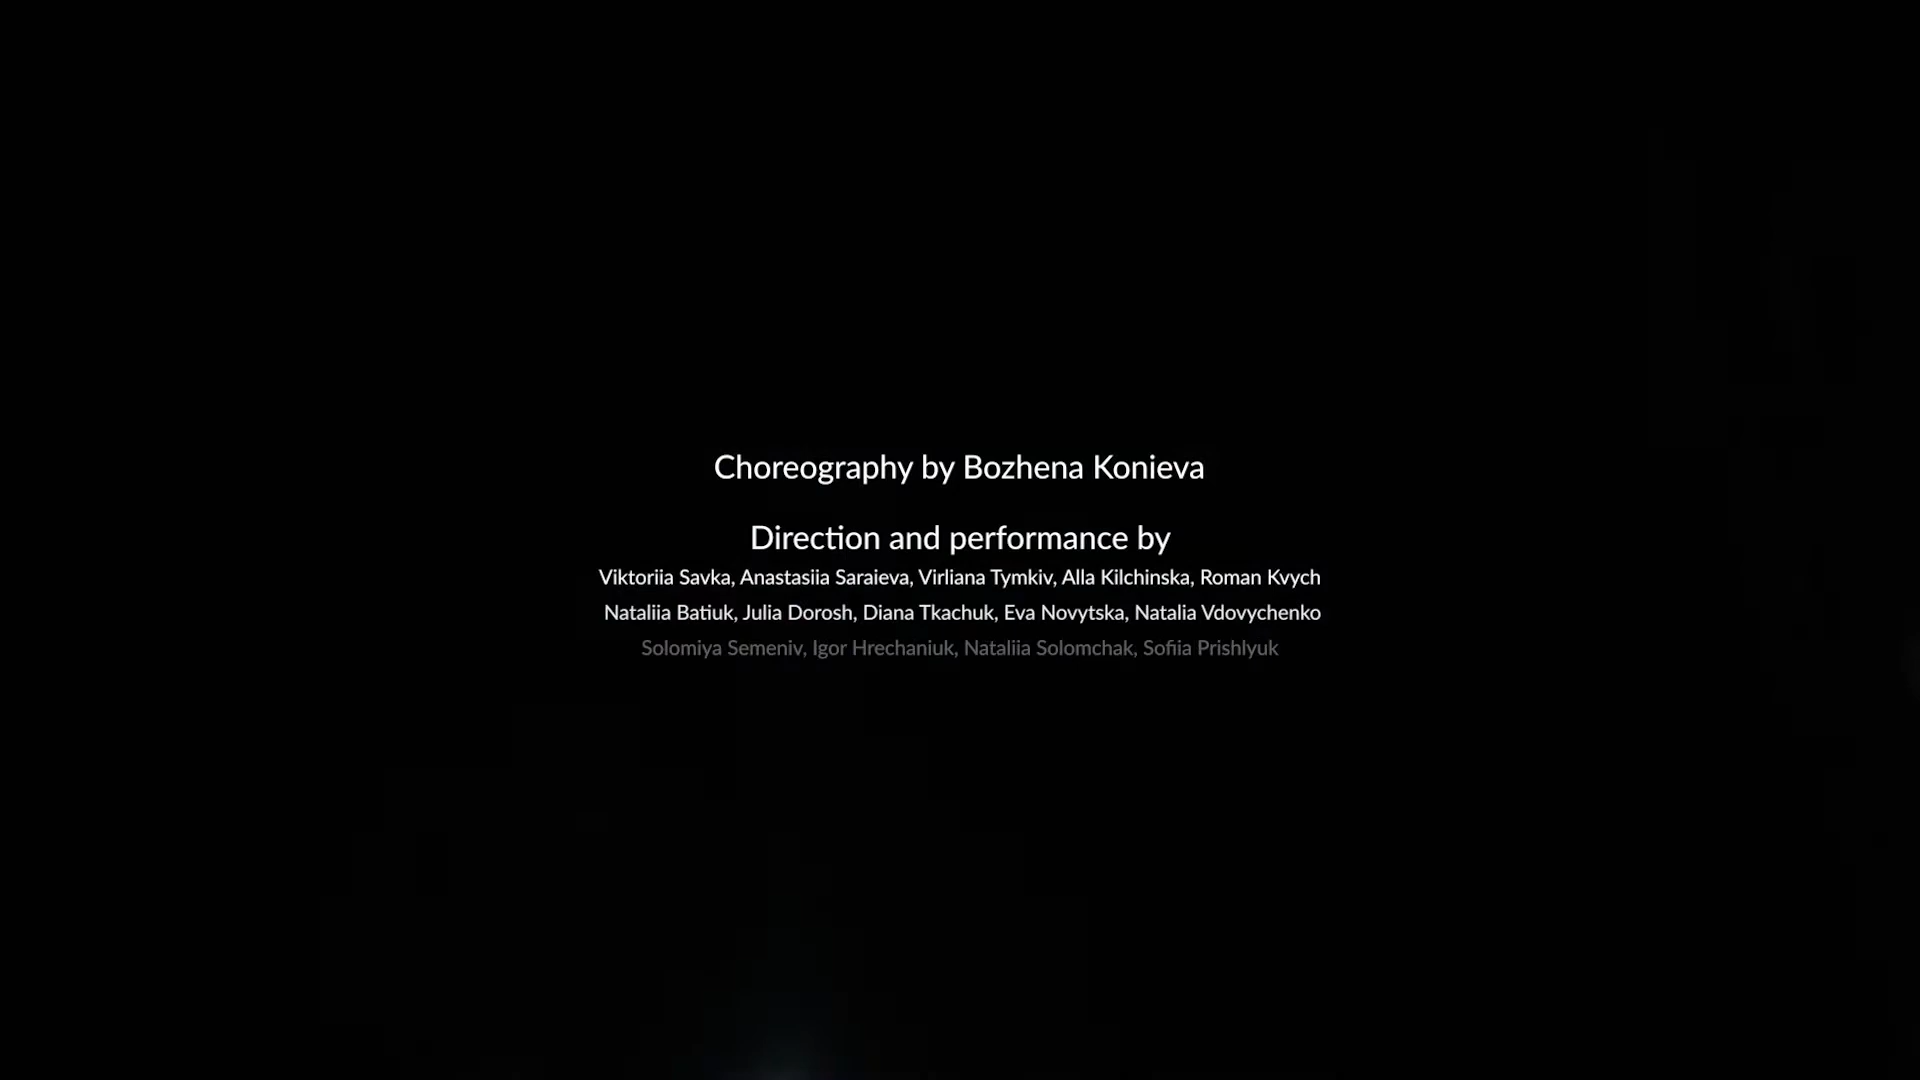 Choreography by Bozhena Konieva
Direction and performance by
Viktoriia Savka, Anastasiia Saraieva, Virliana Tymkiv, Alla Kilchinska, Roman Kvych
Nataliia Batiuk, Julia Dorosh, Diana Tkachuk, Eva Novytska, Natalia Vdovychenko
Solomiya Semeniv, Igor Hrechaniuk, Nataliia Solomchak, Sofiia Prishlyuk